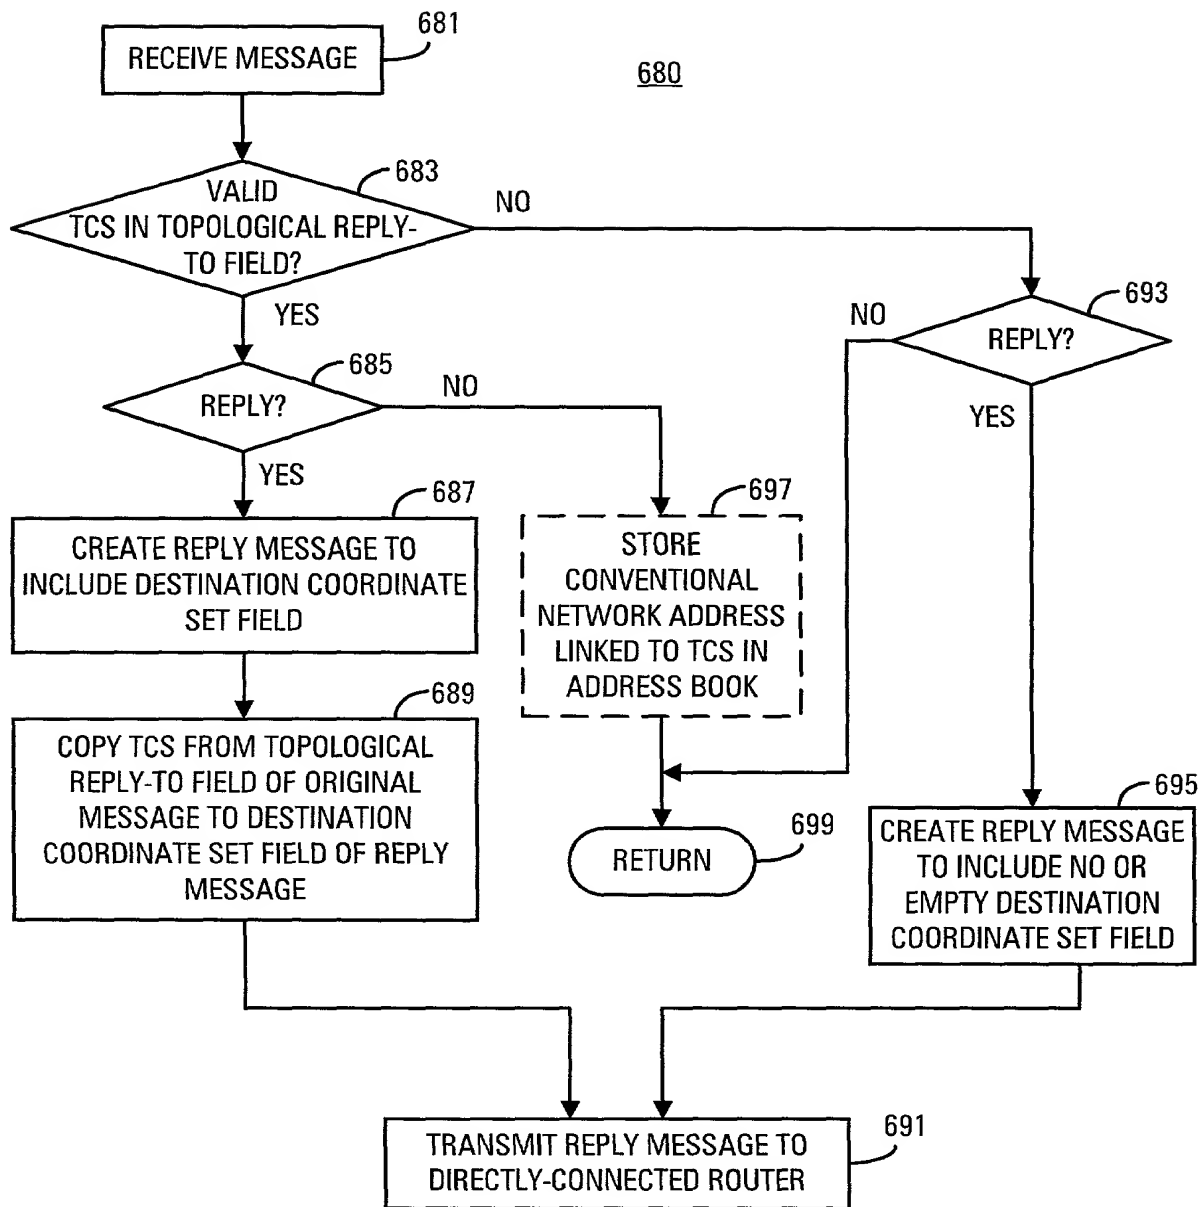 681
RECEIVE MESSAGE
680
683
VALID
TCS IN TOPOLOGICAL REPLY-
TO FIELD?
NO
YES
693
REPLY?
NO
YES
685
REPLY?
NO
YES
687
CREATE REPLY MESSAGE TO
INCLUDE DESTINATION COORDINATE
SET FIELD
697
STORE
CONVENTIONAL
NETWORK ADDRESS
LINKED TO TCS IN
ADDRESS BOOK
689
COPY TCS FROM TOPOLOGICAL
REPLY-TO FIELD OF ORIGINAL
MESSAGE TO DESTINATION
COORDINATE SET FIELD OF REPLY
MESSAGE
699
RETURN
695
CREATE REPLY MESSAGE
TO INCLUDE NO OR
EMPTY DESTINATION
COORDINATE SET FIELD
691
TRANSMIT REPLY MESSAGE TO
DIRECTLY-CONNECTED ROUTER